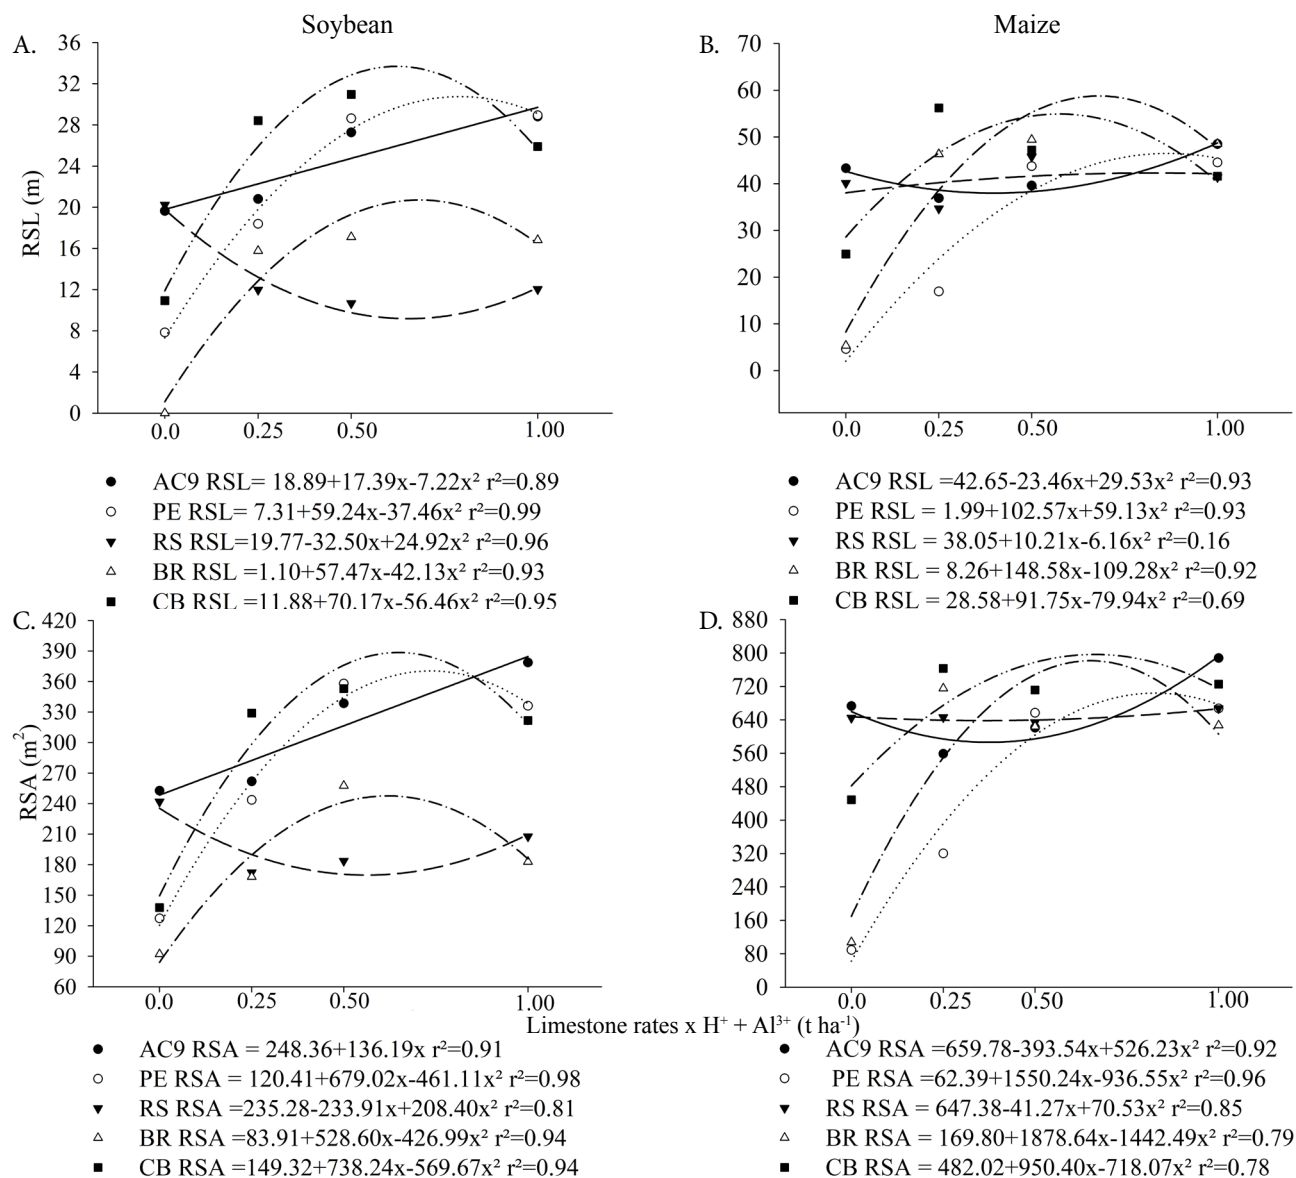 Soybean
Maize
A.
36
32
28
24
20
16
12
8
4
0
RSL (m)
0.0 0.25 0.50 1.00
B.
70
60
50
40
30
20
10
0
0.0 0.25 0.50 1.00
AC9 RSL= 18.89+17.39x-7.22x² r²=0.89
PE RSL= 7.31+59.24x-37.46x² r²=0.99
RS RSL=19.77-32.50x+24.92x² r²=0.96
BR RSL =1.10+57.47x-42.13x² r²=0.93
CB RSL =11.88+70.17x-56.46x² r²=0.95
AC9 RSL =42.65-23.46x+29.53x² r²=0.93
PE RSL = 1.99+102.57x+59.13x² r²=0.93
RS RSL = 38.05+10.21x-6.16x² r²=0.16
BR RSL = 8.26+148.58x-109.28x² r²=0.92
CB RSL = 28.58+91.75x-79.94x² r²=0.69
C.
420
390
360
330
300
270
240
210
180
150
120
90
60
RSA (m²)
0.0 0.25 0.50 1.00
D.
880
800
720
640
560
480
400
320
240
160
80
0
0.0 0.25 0.50 1.00
Limestone rates x H⁺ + Al³⁺ (t ha⁻¹)
AC9 RSA = 248.36+136.19x r²=0.91
PE RSA = 120.41+679.02x-461.11x² r²=0.98
RS RSA =235.28-233.91x+208.40x² r²=0.81
BR RSA =83.91+528.60x-426.99x² r²=0.94
CB RSA =149.32+738.24x-569.67x² r²=0.94
AC9 RSA =659.78-393.54x+526.23x² r²=0.92
PE RSA =62.39+1550.24x-936.55x² r²=0.96
RS RSA = 647.38-41.27x+70.53x² r²=0.85
BR RSA = 169.80+1878.64x-1442.49x² r²=0.79
CB RSA = 482.02+950.40x-718.07x² r²=0.78